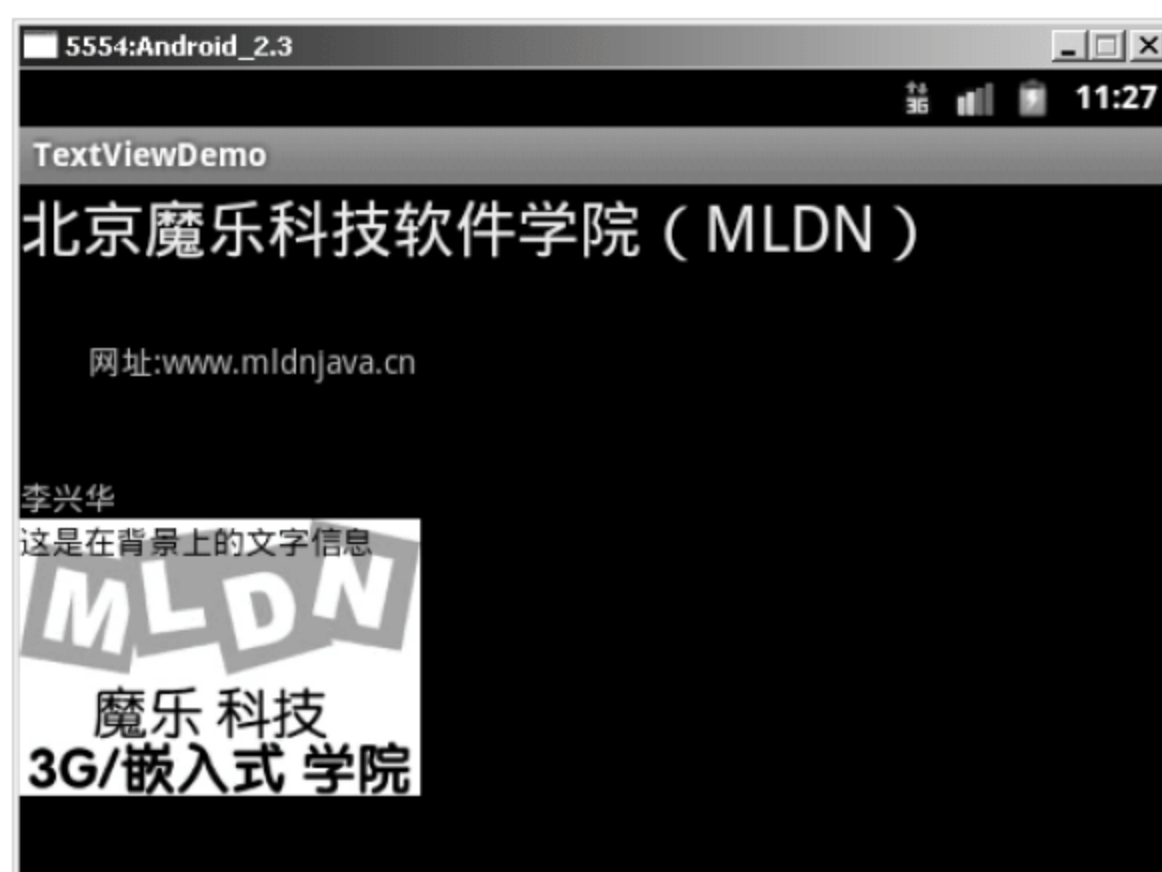 5554:Android_2.3
3G 11:27
TextViewDemo
北京魔乐科技软件学院（MLDN）
网址:www.mldnjava.cn
李兴华
这是在背景上的文字信息
MLDN
魔乐 科技
3G/嵌入式 学院